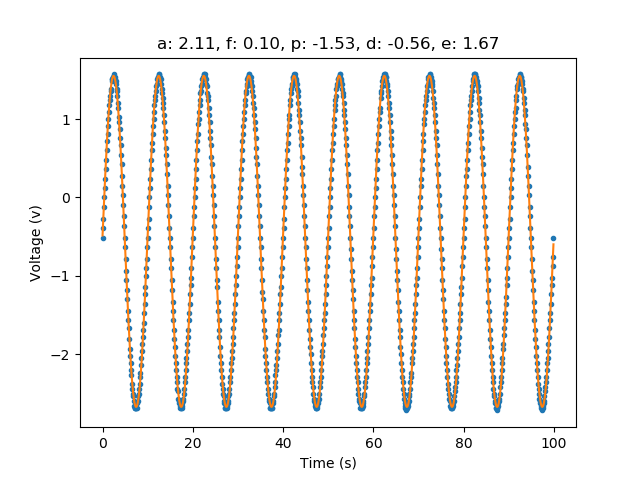 a: 2.11, f: 0.10, p: -1.53, d: -0.56, e: 1.67
1
0
−1
−2
Voltage (v)
0 20 40 60 80 100
Time (s)